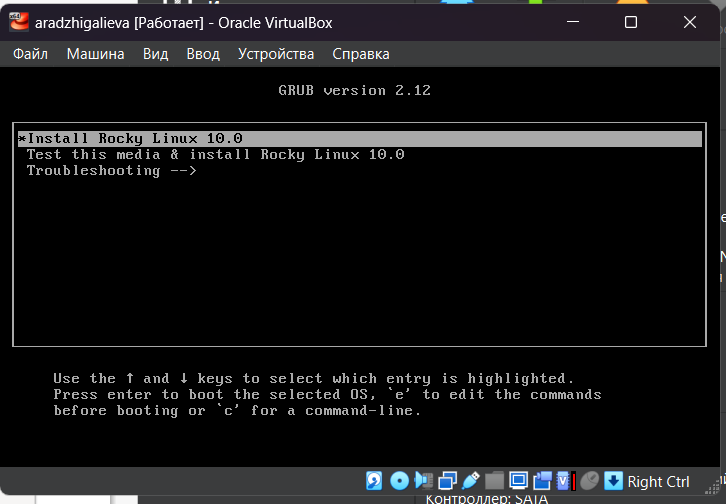 aradzhigalieva [Работает] - Oracle VirtualBox
Файл Машина Вид Ввод Устройства Справка
GRUB version 2.12
*Install Rocky Linux 10.0
Test this media & install Rocky Linux 10.0
Troubleshooting -->
Use the ↑ and ↓ keys to select which entry is highlighted.
Press enter to boot the selected OS, `e' to edit the commands
before booting or `c' for a command-line.
Right Ctrl
Контроллер: SATA